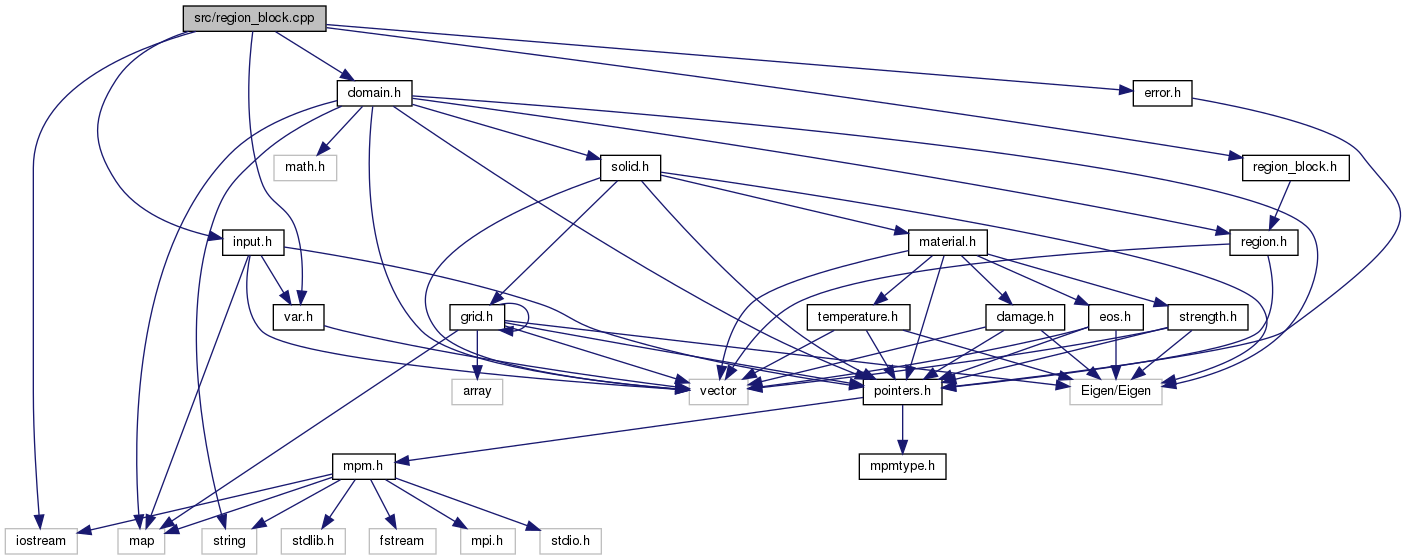 src/region_block.cpp
domain.h
error.h
math.h
solid.h
region_block.h
input.h
material.h
region.h
var.h
grid.h
temperature.h
damage.h
eos.h
strength.h
array
vector
pointers.h
Eigen/Eigen
mpm.h
mpmtype.h
iostream
map
string
stdlib.h
fstream
mpi.h
stdio.h